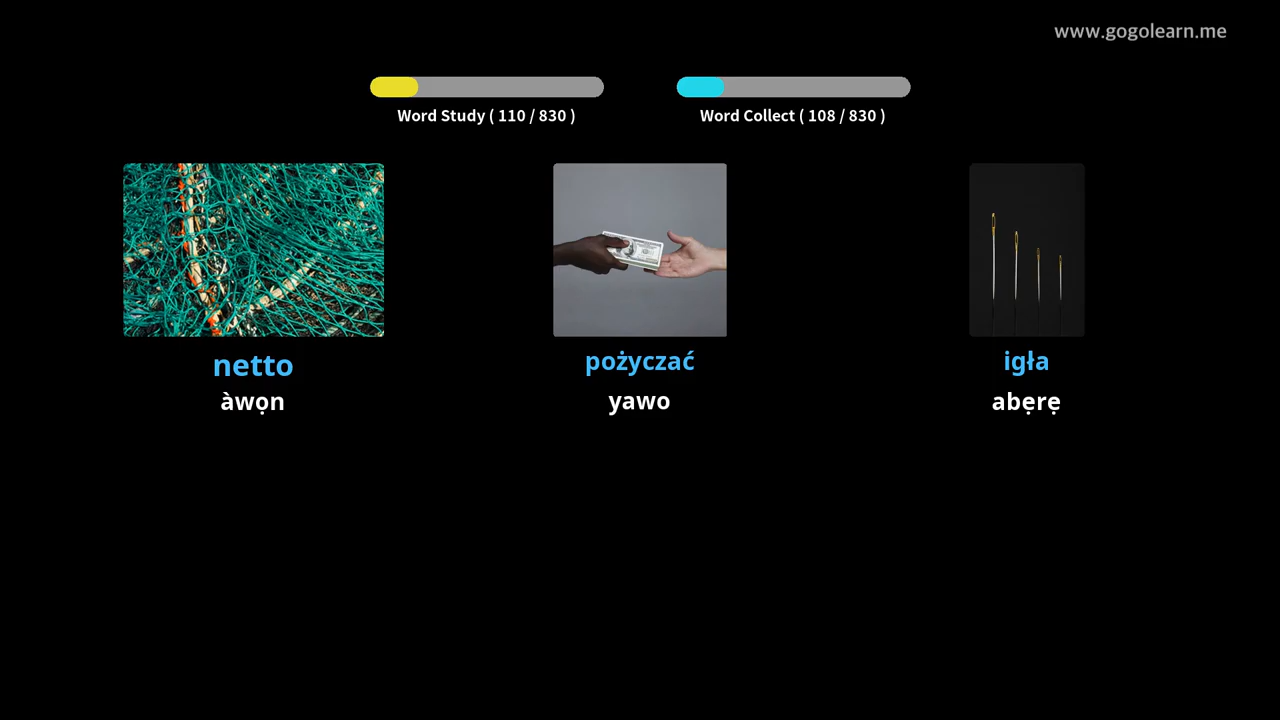 www.gogolearn.me
Word Study ( 110 / 830 )
Word Collect ( 108 / 830 )
netto
àwọn
pożyczać
yawo
igła
abẹrẹ